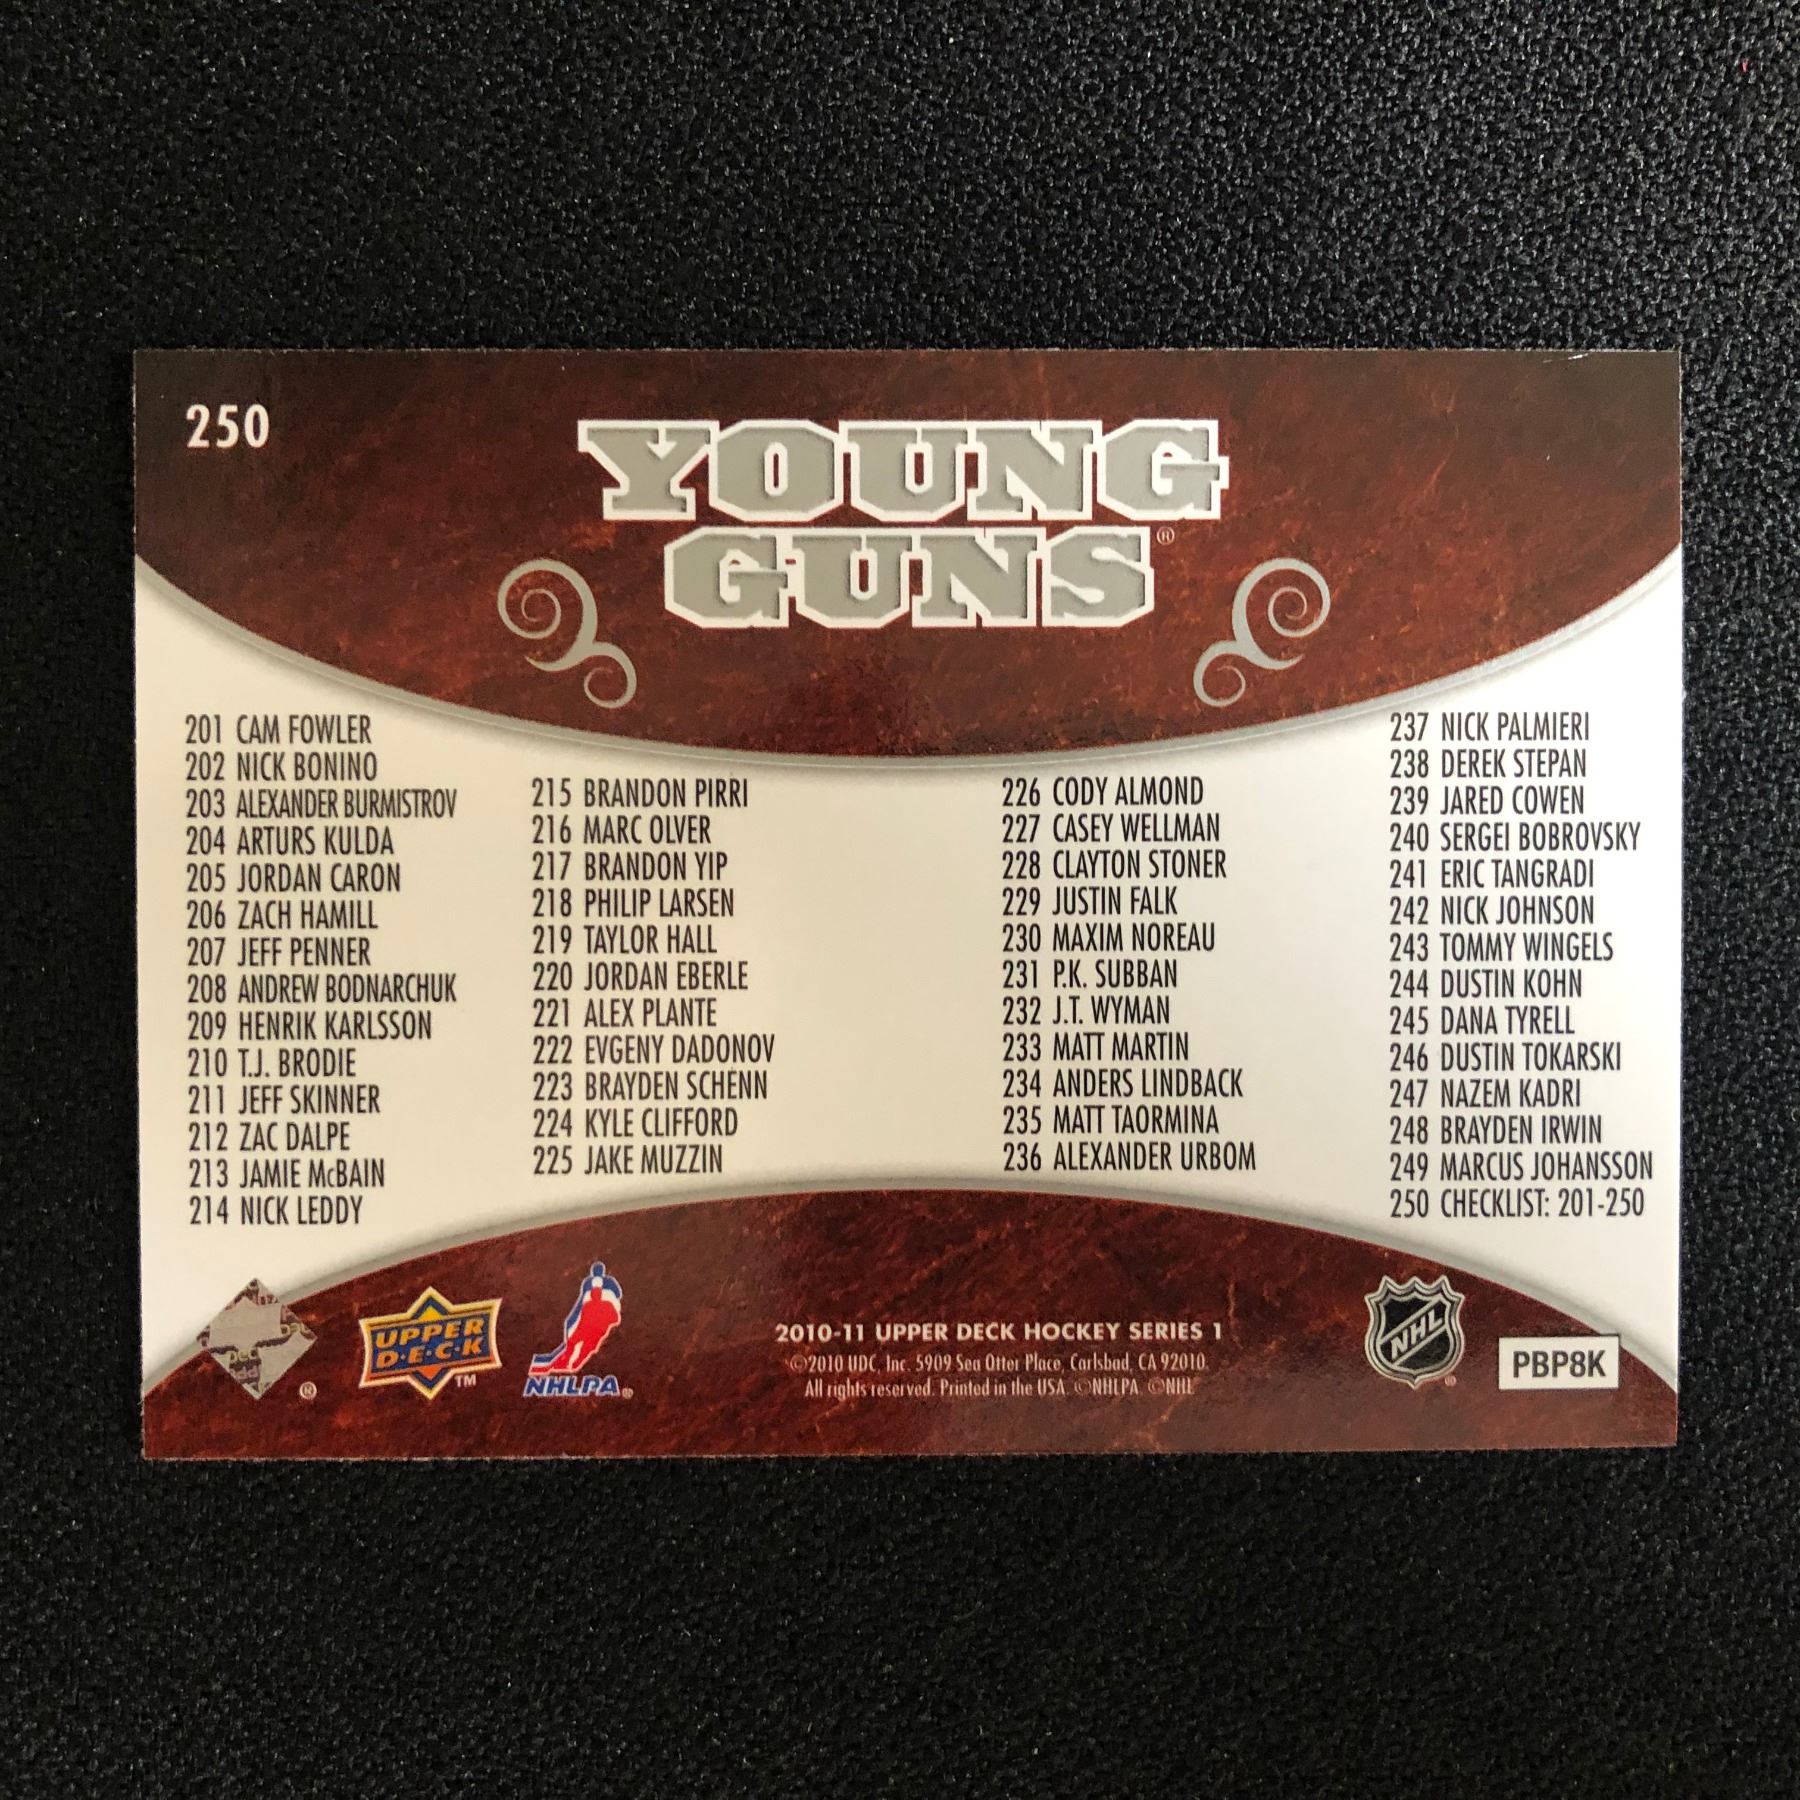 250
YOUNG
GUNS®
201 CAM FOWLER
202 NICK BONINO
203 ALEXANDER BURMISTROV
204 ARTURS KULDA
205 JORDAN CARON
206 ZACH HAMILL
207 JEFF PENNER
208 ANDREW BODNARCHUK
209 HENRIK KARLSSON
210 T.J. BRODIE
211 JEFF SKINNER
212 ZAC DALPE
213 JAMIE McBAIN
214 NICK LEDDY
215 BRANDON PIRRI
216 MARC OLVER
217 BRANDON YIP
218 PHILIP LARSEN
219 TAYLOR HALL
220 JORDAN EBERLE
221 ALEX PLANTE
222 EVGENY DADONOV
223 BRAYDEN SCHENN
224 KYLE CLIFFORD
225 JAKE MUZZIN
226 CODY ALMOND
227 CASEY WELLMAN
228 CLAYTON STONER
229 JUSTIN FALK
230 MAXIM NOREAU
231 P.K. SUBBAN
232 J.T. WYMAN
233 MATT MARTIN
234 ANDERS LINDBACK
235 MATT TAORMINA
236 ALEXANDER URBOM
237 NICK PALMIERI
238 DEREK STEPAN
239 JARED COWEN
240 SERGEI BOBROVSKY
241 ERIC TANGRADI
242 NICK JOHNSON
243 TOMMY WINGELS
244 DUSTIN KOHN
245 DANA TYRELL
246 DUSTIN TOKARSKI
247 NAZEM KADRI
248 BRAYDEN IRWIN
249 MARCUS JOHANSSON
250 CHECKLIST: 201-250
®
UPPER
D·E·C·K
™
NHLPA®
2010-11 UPPER DECK HOCKEY SERIES 1
©2010 UDC, Inc. 5909 Sea Otter Place, Carlsbad, CA 92010.
All rights reserved. Printed in the USA. ©NHLPA. ©NHL
NHL
®
PBP8K